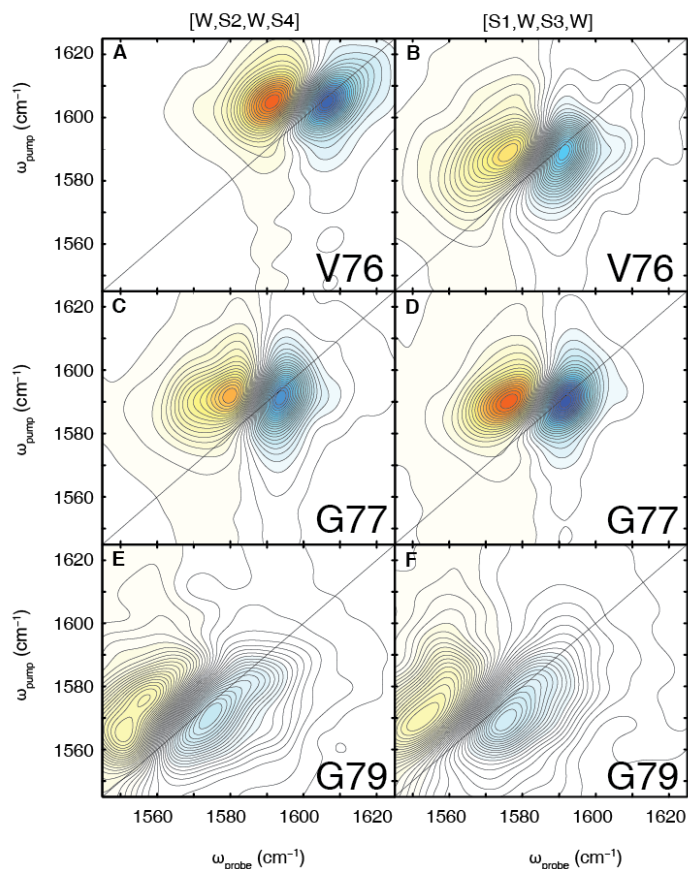 [W,S2,W,S4] [S1,W,S3,W]
A B
1620
1600
1580
1560
ω_pump (cm⁻¹)
V76 V76
C D
1620
1600
1580
1560
ω_pump (cm⁻¹)
G77 G77
E F
1620
1600
1580
1560
ω_pump (cm⁻¹)
G79 G79
1560 1580 1600 1620 1560 1580 1600 1620
ω_probe (cm⁻¹) ω_probe (cm⁻¹)